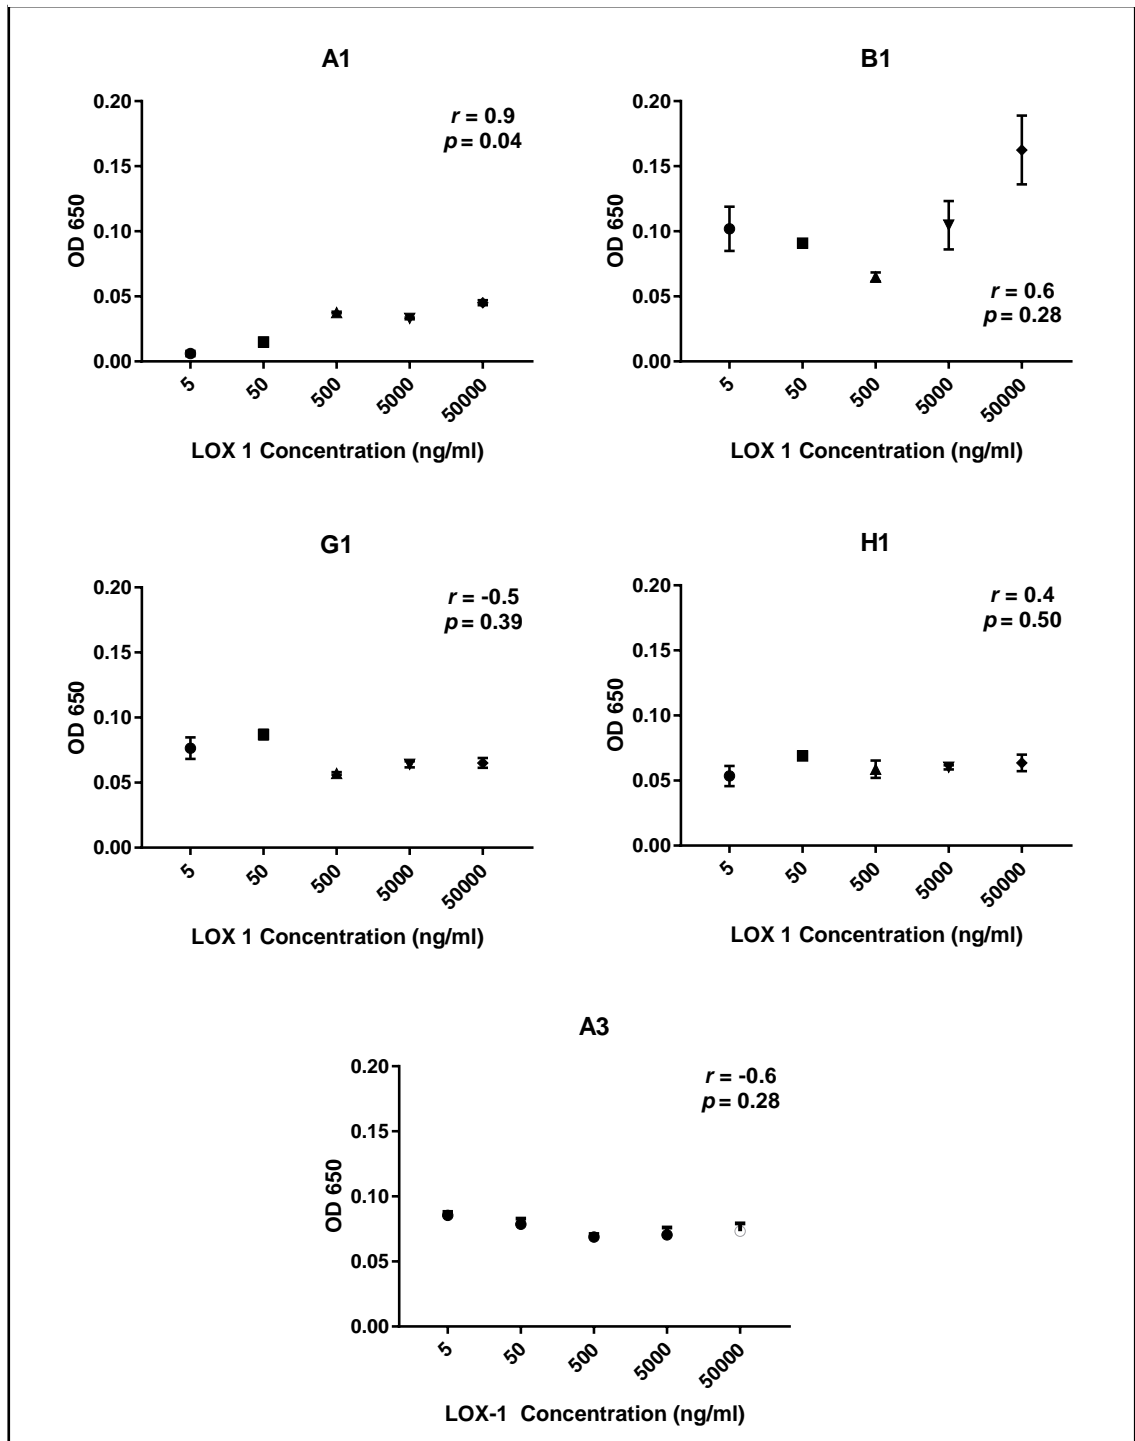 A1
r = 0.9
p = 0.04
0.20
0.15
0.10
0.05
0.00
OD 650
5
50
500
5000
50000
LOX 1 Concentration (ng/ml)
B1
0.20
0.15
0.10
0.05
0.00
OD 650
r = 0.6
p = 0.28
5
50
500
5000
50000
LOX 1 Concentration (ng/ml)
G1
r = -0.5
p = 0.39
0.20
0.15
0.10
0.05
0.00
OD 650
5
50
500
5000
50000
LOX 1 Concentration (ng/ml)
H1
r = 0.4
p = 0.50
0.20
0.15
0.10
0.05
0.00
OD 650
5
50
500
5000
50000
LOX 1 Concentration (ng/ml)
A3
r = -0.6
p = 0.28
0.20
0.15
0.10
0.05
0.00
OD 650
5
50
500
5000
50000
LOX-1 Concentration (ng/ml)